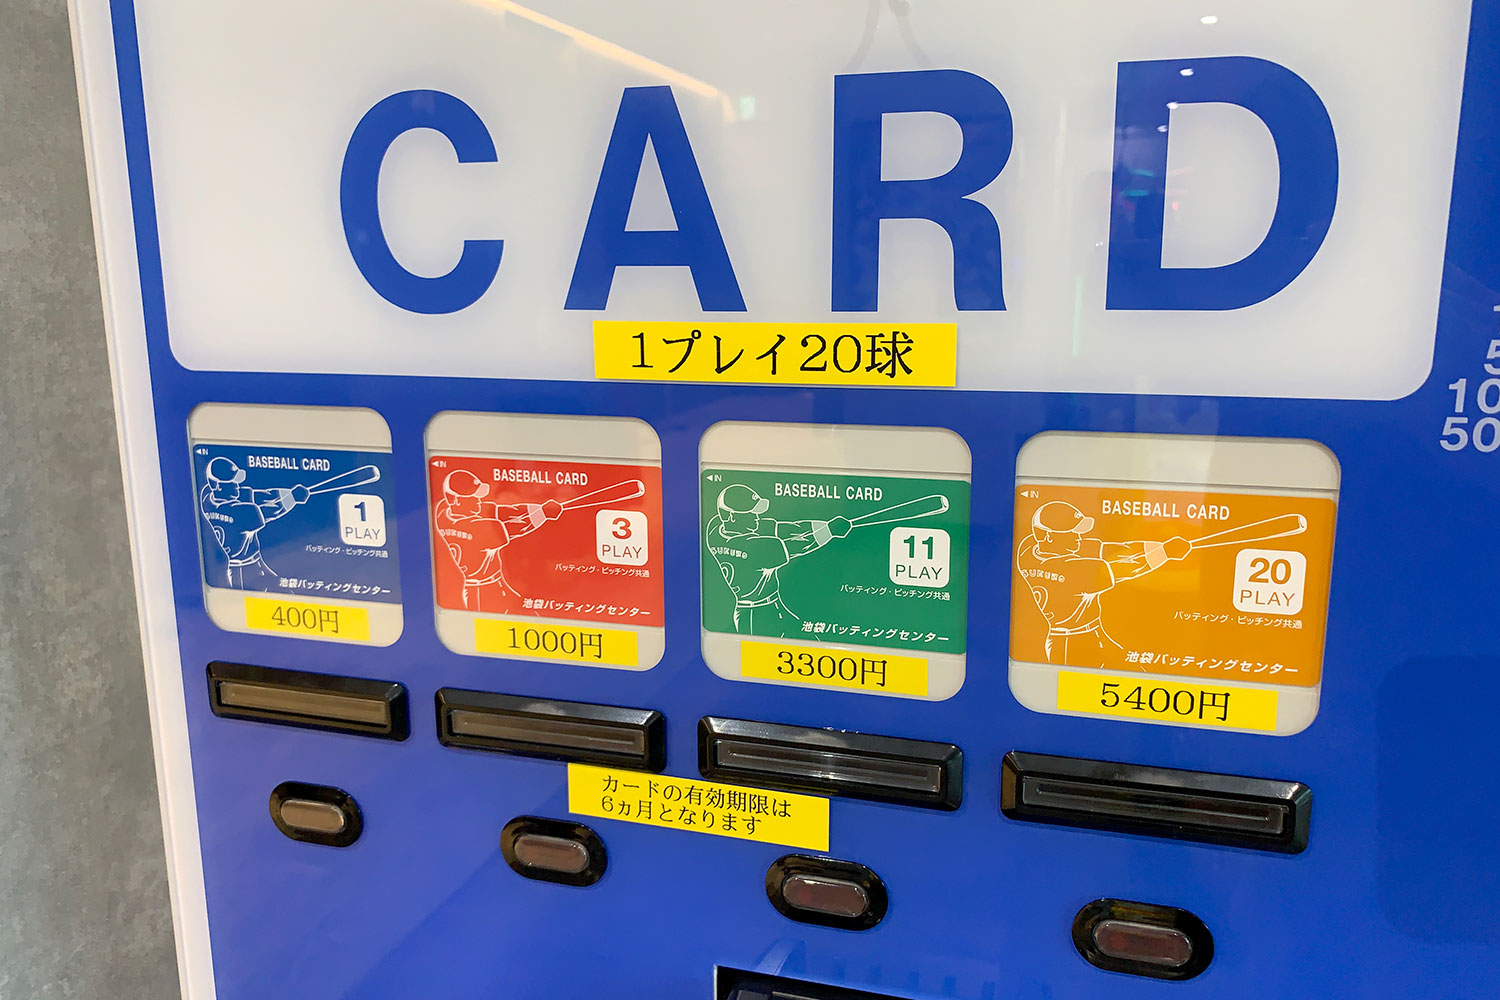 CARD
1プレイ20球
IN
BASEBALL CARD
1
PLAY
バッティング・ピッチング共通
池袋バッティングセンター
400円
IN
BASEBALL CARD
3
PLAY
バッティング・ピッチング共通
池袋バッティングセンター
1000円
IN
BASEBALL CARD
11
PLAY
バッティング・ピッチング共通
池袋バッティングセンター
3300円
IN
BASEBALL CARD
20
PLAY
バッティング・ピッチング共通
池袋バッティングセンター
5400円
カードの有効期限は
6ヵ月となります